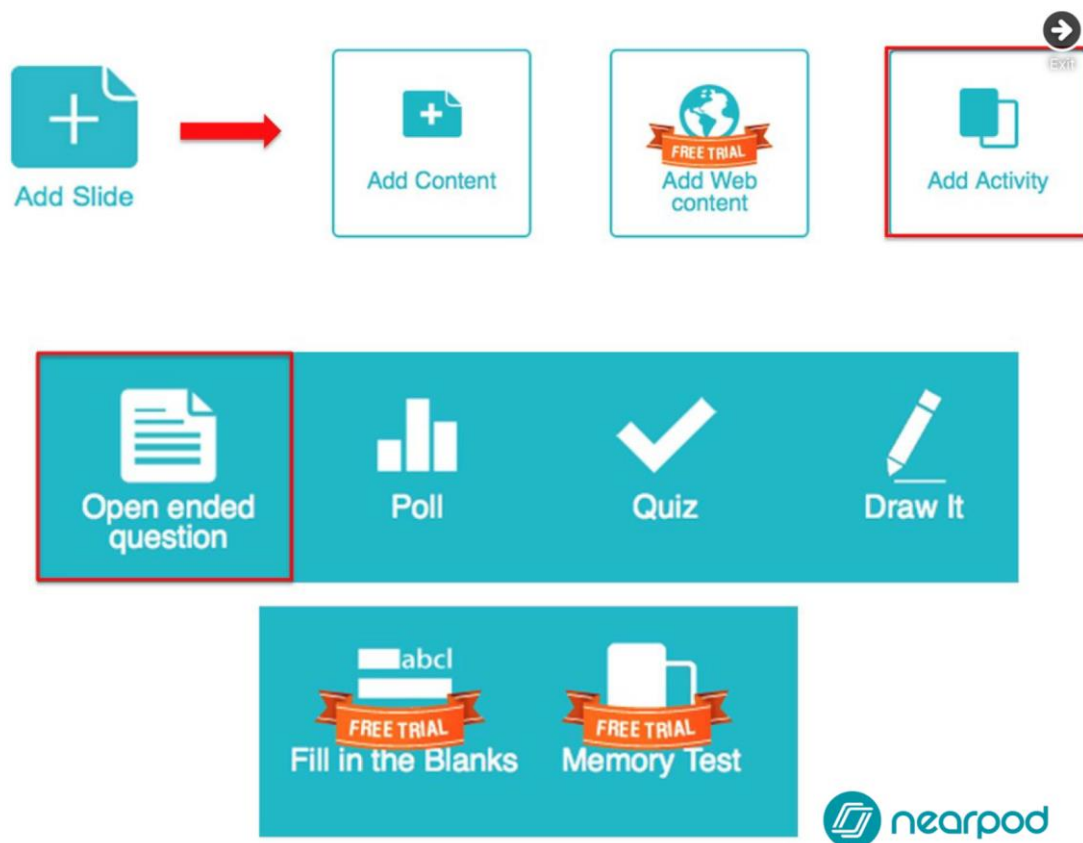 Exit
Add Slide
Add Content
FREE TRIAL
Add Web
content
Add Activity
Open ended
question
Poll
Quiz
Draw It
abcl
FREE TRIAL
Fill in the Blanks
FREE TRIAL
Memory Test
nearpod